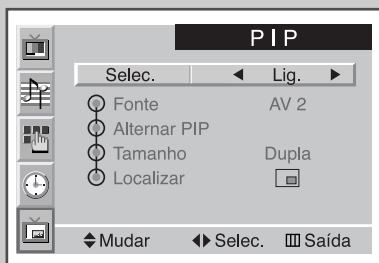 PIP
Selec. ◀ Lig. ▶
Fonte AV 2
Alternar PIP
Tamanho Dupla
Localizar
Mudar Selec. Saída